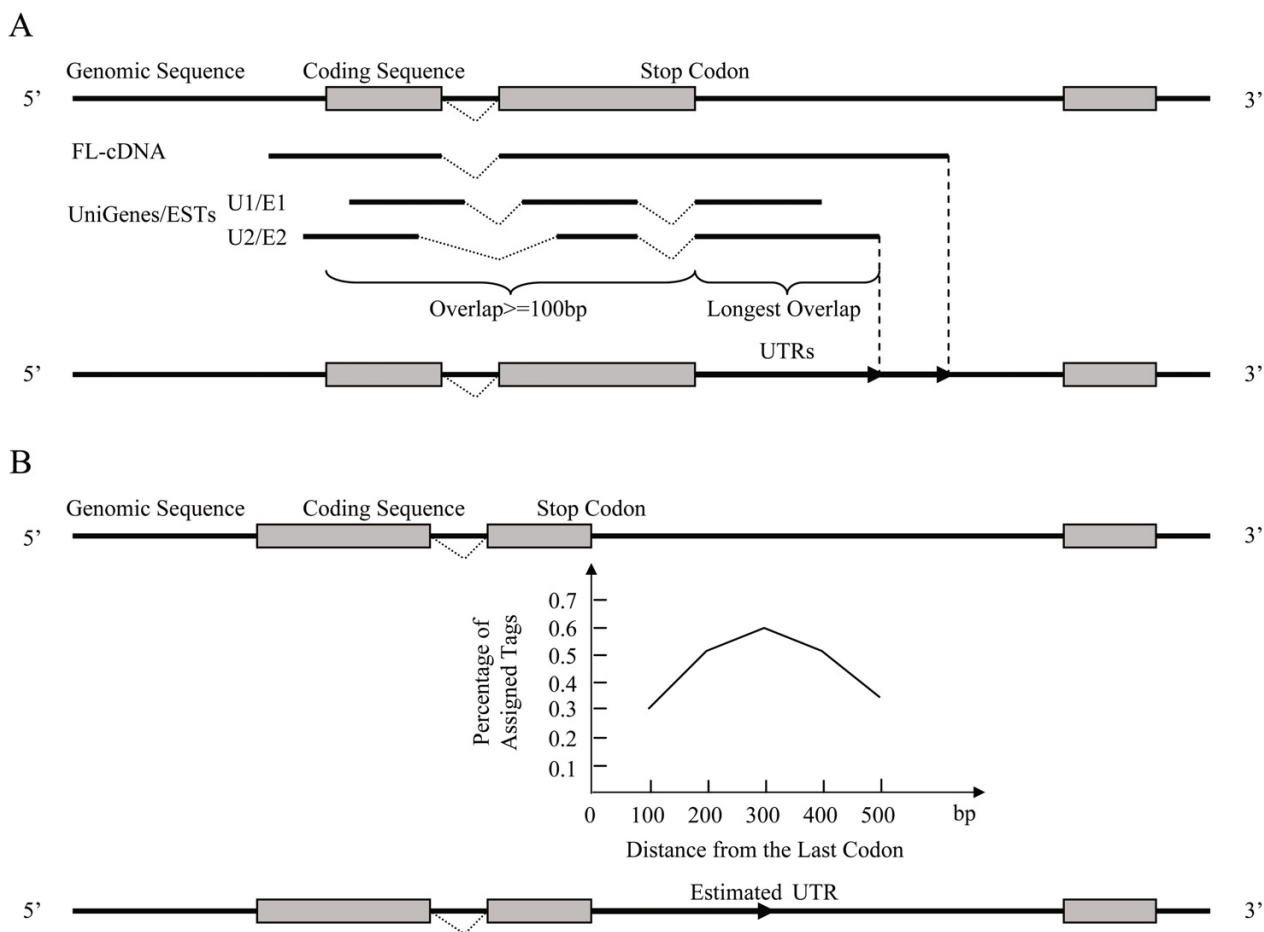 A
Genomic Sequence Coding Sequence Stop Codon
5’ 3’
FL-cDNA
UniGenes/ESTs
U1/E1
U2/E2
Overlap>=100bp Longest Overlap
UTRs
5’ 3’
B
Genomic Sequence Coding Sequence Stop Codon
5’ 3’
Percentage of
Assigned Tags
0.7
0.6
0.5
0.4
0.3
0.2
0.1
0 100 200 300 400 500 bp
Distance from the Last Codon
Estimated UTR
5’ 3’